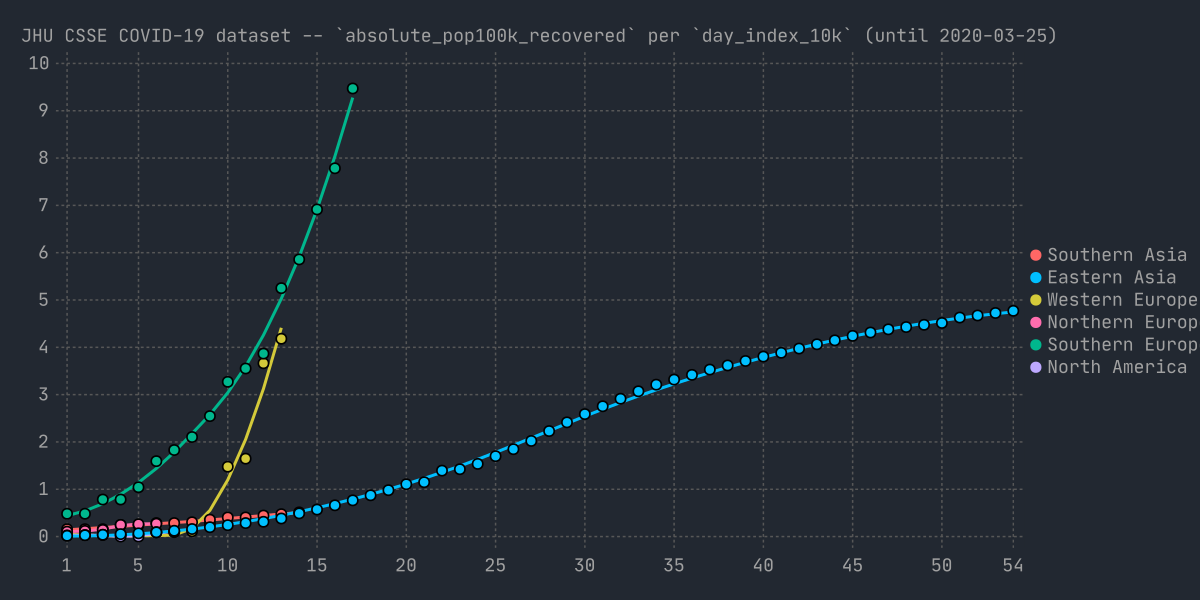 JHU CSSE COVID-19 dataset -- `absolute_pop100k_recovered` per `day_index_10k` (until 2020-03-25)
10
9
8
7
6
5
4
3
2
1
0
1 5 10 15 20 25 30 35 40 45 50 54
Southern Asia
Eastern Asia
Western Europe
Northern Europ
Southern Europ
North America